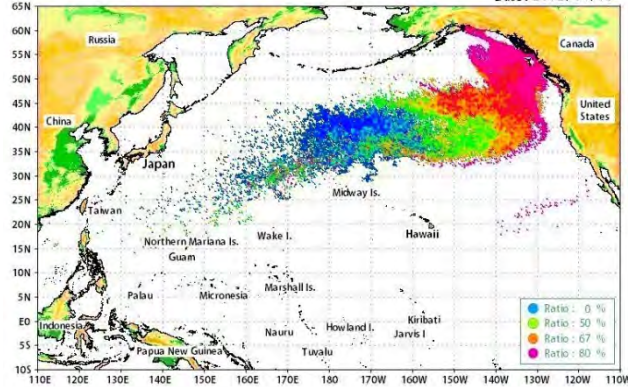 65N
60N
55N
50N
45N
40N
35N
30N
25N
20N
15N
10N
5N
EQ
5S
10S
Russia
Canada
China
United
States
Japan
Taiwan
Midway Is.
Northern Mariana Is.
Wake I.
Hawaii
Guam
Palau
Micronesia
Marshall Is.
Indonesia
Nauru
Howland I.
Kiribati
Jarvis I
Papua New Guinea
Tuvalu
Ratio : 0 %
Ratio : 50 %
Ratio : 67 %
Ratio : 80 %
110E 120E 130E 140E 150E 160E 170E 180 170W 160W 150W 140W 130W 120W 110W